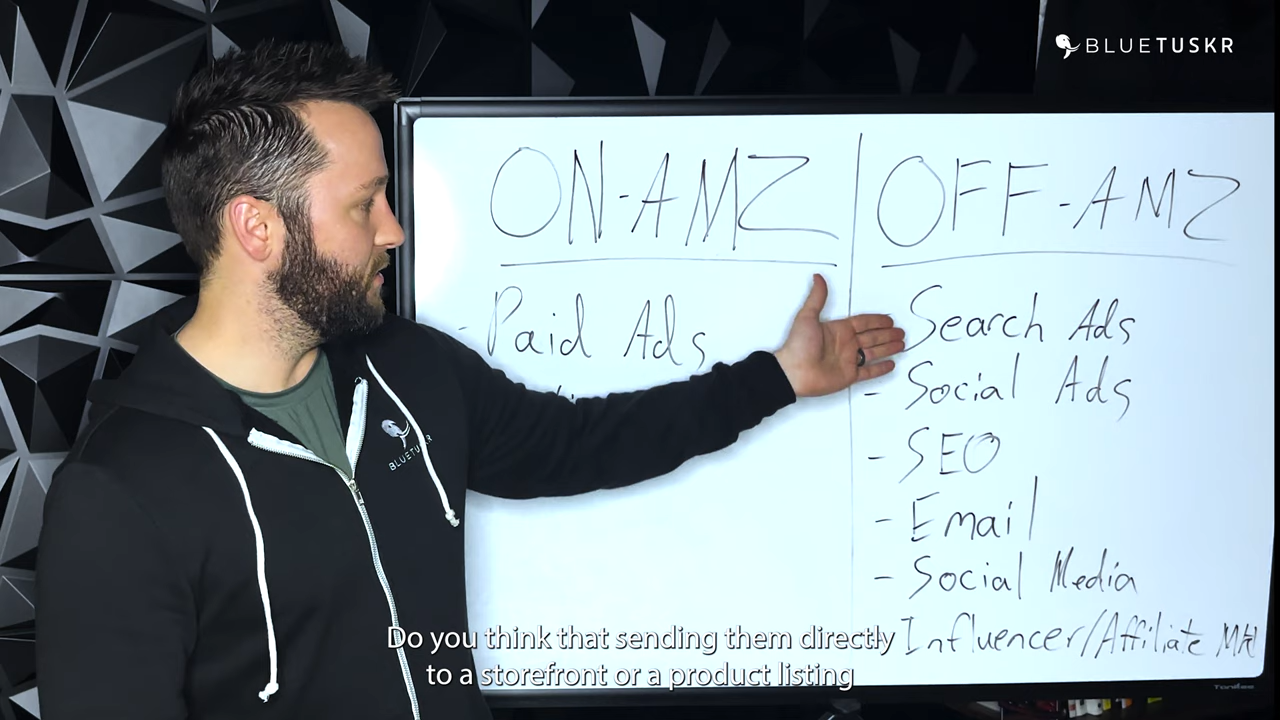 BLUETUSKR
ON-AMZ
OFF-AMZ
- Paid Ads
Search Ads
- Social Ads
- SEO
- Email
- Social Media
Influencer/Affiliate
BLUETUSKR
Do you think that sending them directly
to a storefront or a product listing